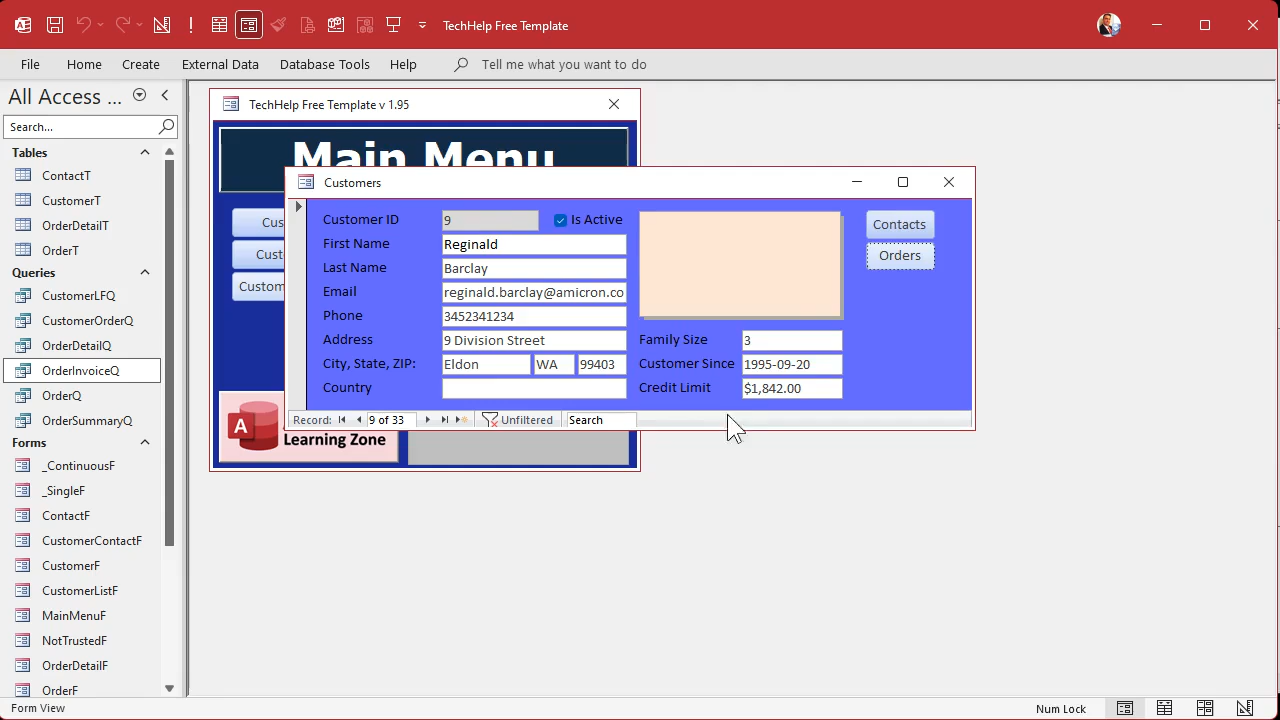 TechHelp Free Template
File Home Create External Data Database Tools Help Tell me what you want to do
All Access ...
Search...
Tables
ContactT
CustomerT
OrderDetailT
OrderT
Queries
CustomerLFQ
CustomerOrderQ
OrderDetailQ
OrderInvoiceQ
OrderQ
OrderSummaryQ
Forms
_ContinuousF
_SingleF
ContactF
CustomerContactF
CustomerF
CustomerListF
MainMenuF
NotTrustedF
OrderDetailF
OrderF
TechHelp Free Template v 1.95
Main Menu
Cus
Cust
Custom
A
Learning Zone
Customers
Customer ID 9 Is Active
First Name Reginald
Last Name Barclay
Email reginald.barclay@amicron.co
Phone 3452341234
Address 9 Division Street
City, State, ZIP: Eldon WA 99403
Country
Family Size 3
Customer Since 1995-09-20
Credit Limit $1,842.00
Contacts
Orders
Record: 9 of 33 Unfiltered Search
Form View Num Lock